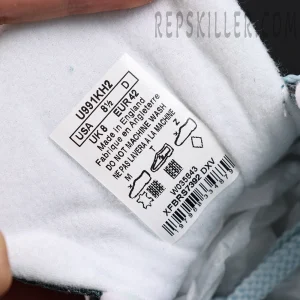 REPSKILLER.COM
U991KH2
USA 8½ D
UK 8 EUR 42
Made in England
Fabriqué en Angleterre
DO NOT MACHINE WASH
NE PAS LAVER A LA MACHINE
M
W035843
XFBRS7392 DXV